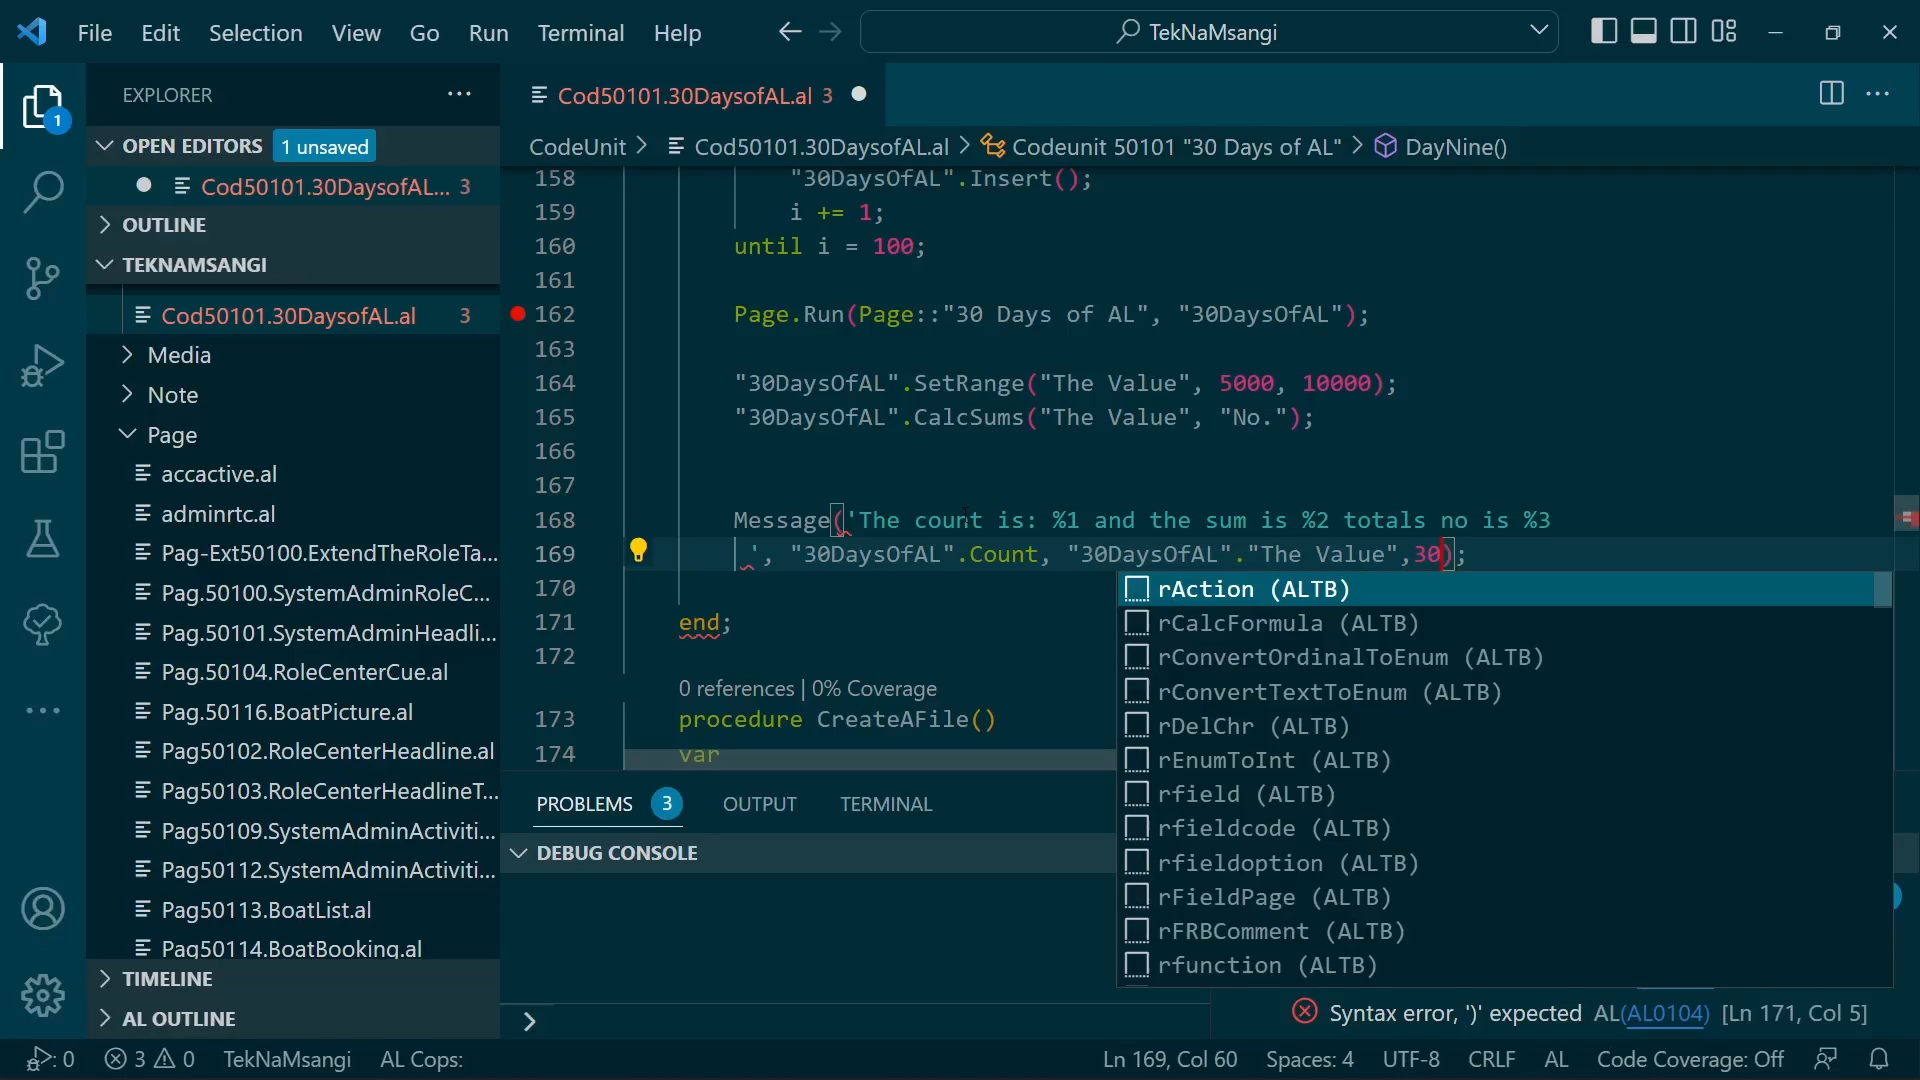 File Edit Selection View Go Run Terminal Help
TekNaMsangi
EXPLORER
1
OPEN EDITORS 1 unsaved
Cod50101.30DaysofAL... 3
OUTLINE
TEKNAMSANGI
Cod50101.30DaysofAL.al 3
Media
Note
Page
accactive.al
adminrtc.al
Pag-Ext50100.ExtendTheRoleTa...
Pag.50100.SystemAdminRoleC...
Pag.50101.SystemAdminHeadli...
Pag.50104.RoleCenterCue.al
Pag.50116.BoatPicture.al
Pag50102.RoleCenterHeadline.al
Pag50103.RoleCenterHeadlineT...
Pag50109.SystemAdminActiviti...
Pag50112.SystemAdminActiviti...
Pag50113.BoatList.al
Pag50114.BoatBooking.al
TIMELINE
AL OUTLINE
Cod50101.30DaysofAL.al 3
CodeUnit > Cod50101.30DaysofAL.al > Codeunit 50101 "30 Days of AL" > DayNine()
158 "30DaysOfAL".Insert();
159 i += 1;
160 until i = 100;
161
162 Page.Run(Page::"30 Days of AL", "30DaysOfAL");
163
164 "30DaysOfAL".SetRange("The Value", 5000, 10000);
165 "30DaysOfAL".CalcSums("The Value", "No.");
166
167
168 Message('The count is: %1 and the sum is %2 totals no is %3
169 ', "30DaysOfAL".Count, "30DaysOfAL"."The Value",30);
170
171 end;
172
0 references | 0% Coverage
173 procedure CreateAFile()
174 var
rAction (ALTB)
rCalcFormula (ALTB)
rConvertOrdinalToEnum (ALTB)
rConvertTextToEnum (ALTB)
rDelChr (ALTB)
rEnumToInt (ALTB)
rfield (ALTB)
rfieldcode (ALTB)
rfieldoption (ALTB)
rFieldPage (ALTB)
rFRBComment (ALTB)
rfunction (ALTB)
PROBLEMS 3 OUTPUT TERMINAL
DEBUG CONSOLE
Syntax error, ')' expected AL(AL0104) [Ln 171, Col 5]
: 0 3 0 TekNaMsangi AL Cops: Ln 169, Col 60 Spaces: 4 UTF-8 CRLF AL Code Coverage: Off